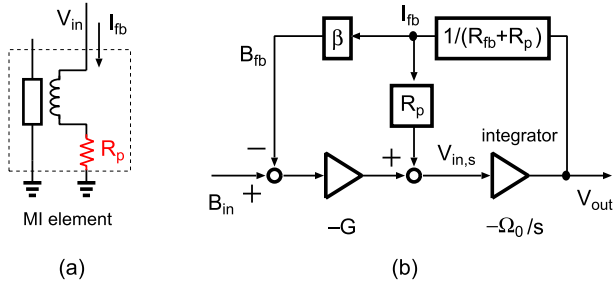 V_in
I_fb
R_p
MI element
(a)
I_fb
B_fb
β
1/(R_fb+R_p)
R_p
−
+
V_in,s
integrator
B_in
+
−G
−Ω_0/s
V_out
(b)